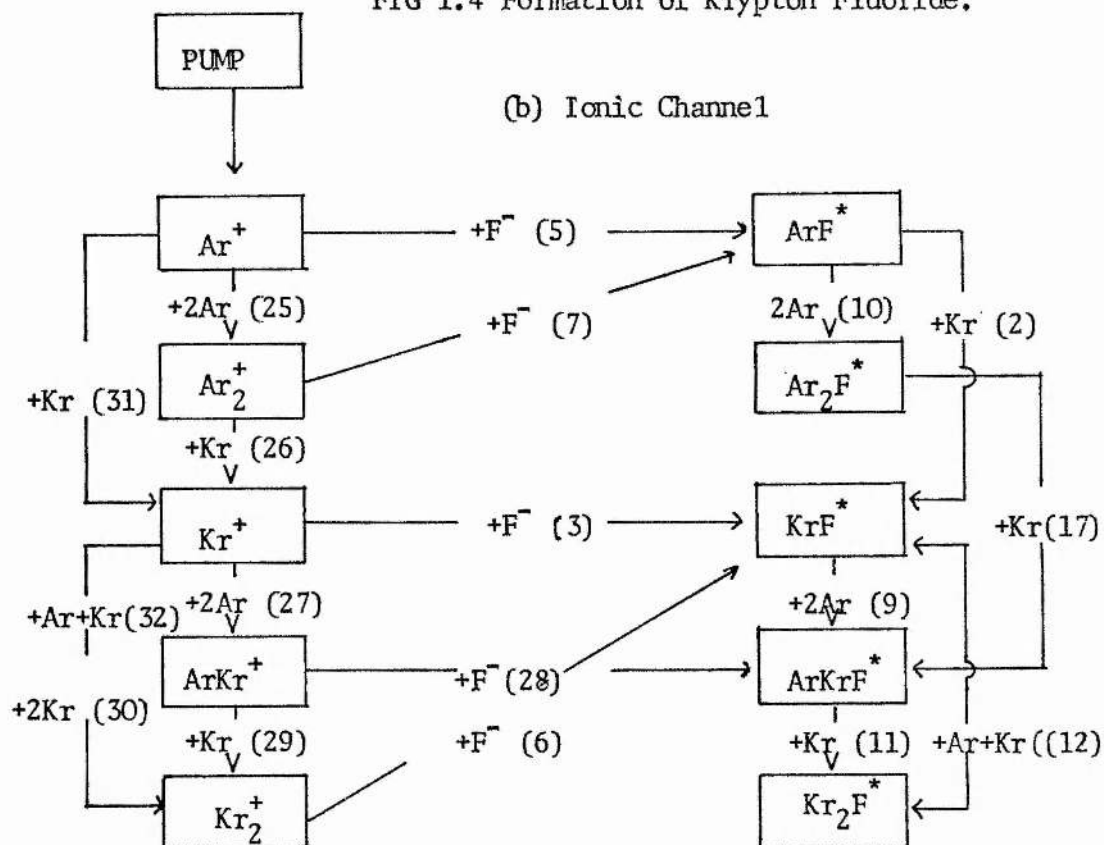 FIG 1.4 Formation of Krypton Fluoride.
PUMP
(b) Ionic Channel
Ar⁺
+F⁻ (5)
ArF*
+2Ar (25)
+F⁻ (7)
2Ar (10)
+Kr (2)
Ar₂⁺
Ar₂F*
+Kr (31)
+Kr (26)
Kr⁺
+F⁻ (3)
KrF*
+Kr(17)
+Ar+Kr(32)
+2Ar (27)
+2Ar (9)
ArKr⁺
+F⁻(28)
ArKrF*
+2Kr (30)
+Kr (29)
+F⁻ (6)
+Kr (11)
+Ar+Kr((12)
Kr₂⁺
Kr₂F*